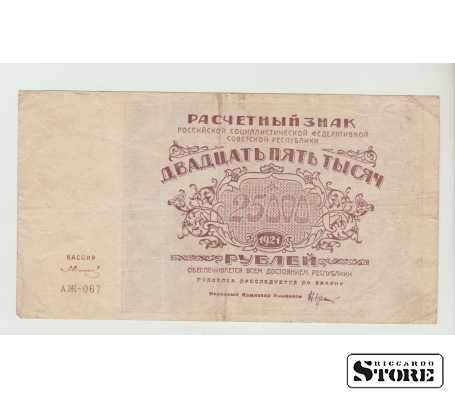 РАСЧЕТНЫЙ ЗНАК
РОССИЙСКОЙ СОЦИАЛИСТИЧЕСКОЙ ФЕДЕРАТИВНОЙ
СОВЕТСКОЙ РЕСПУБЛИКИ
ДВАДЦАТЬ ПЯТЬ ТЫСЯЧ
25000
1921
РУБЛЕЙ
ОБЕСПЕЧИВАЕТСЯ ВСЕМ ДОСТОЯНИЕМ РЕСПУБЛИКИ
ПОДДЕЛКА ПРЕСЛЕДУЕТСЯ ПО ЗАКОНУ
Народный Комиссар Финансов
КАССИР
АЖ-067
RICCARDO
STORE